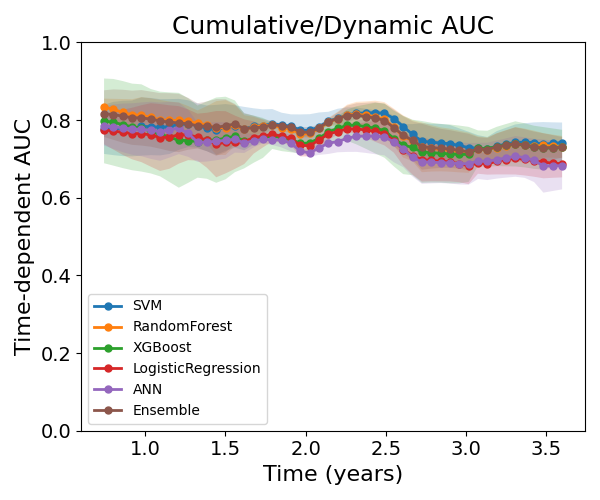 Cumulative/Dynamic AUC
Time-dependent AUC
1.0
0.8
0.6
0.4
0.2
0.0
SVM
RandomForest
XGBoost
LogisticRegression
ANN
Ensemble
1.0 1.5 2.0 2.5 3.0 3.5
Time (years)